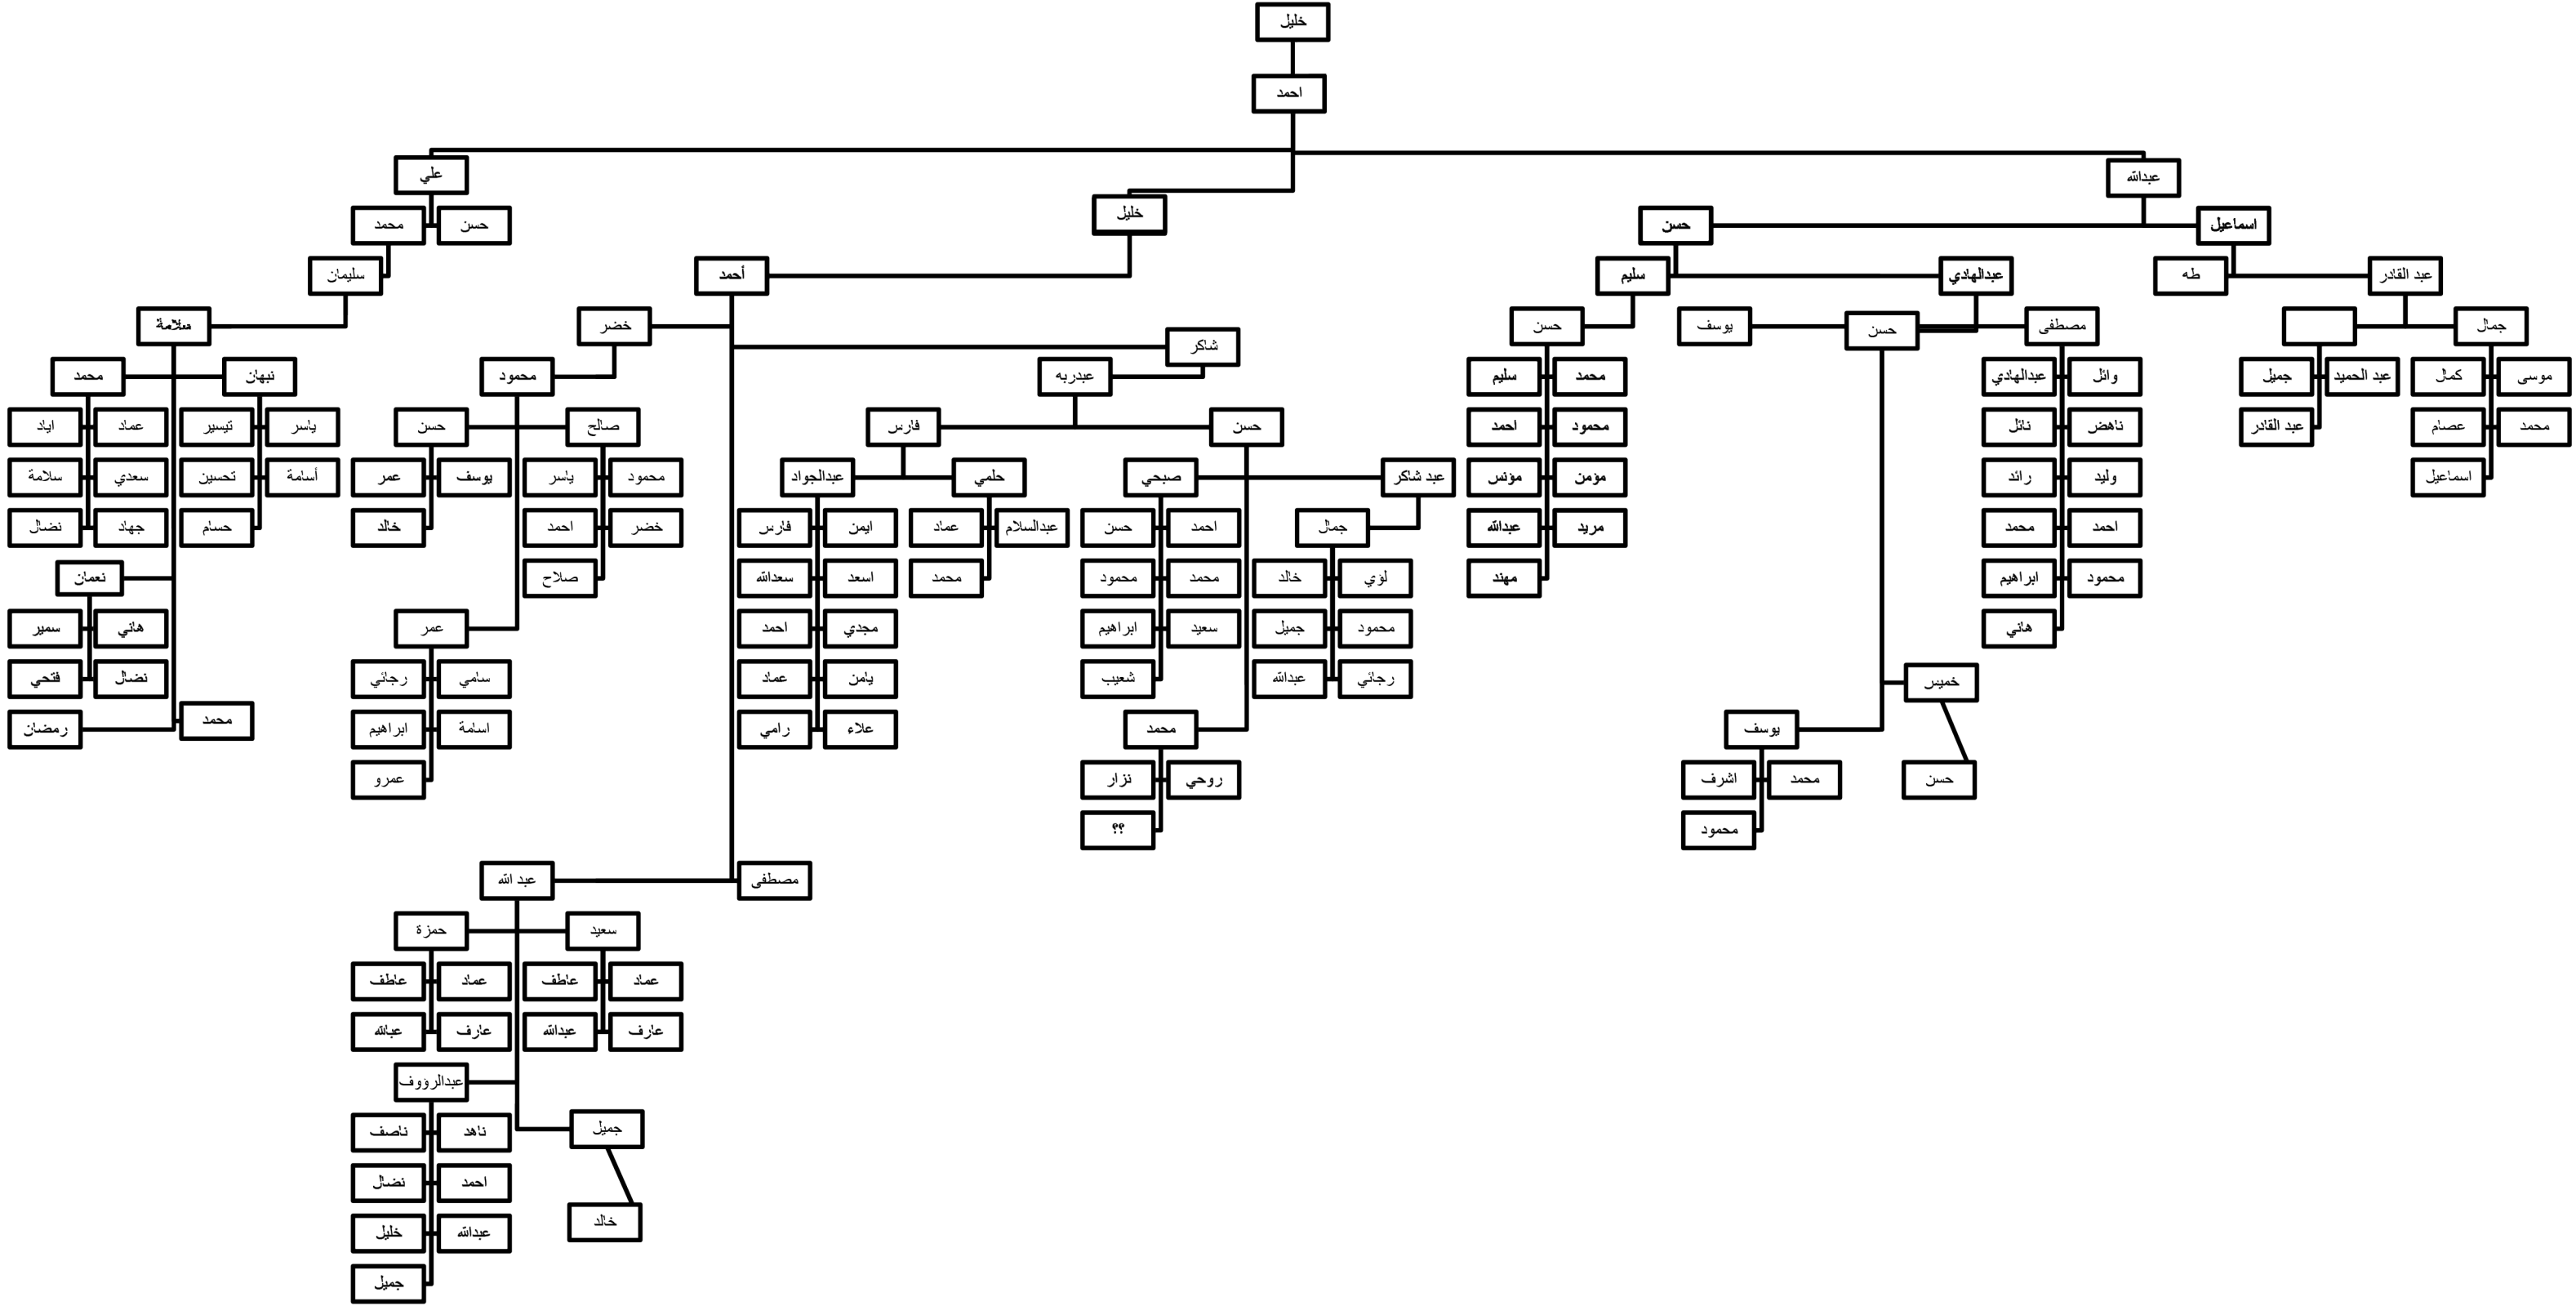 خليل
احمد
علي
عبدالله
خليل
محمد
حسن
حسن
اسماعيل
سليمان
أحمد
سليم
عبدالهادي
طه
عبد القادر
سلامة
خضر
شاكر
حسن
يوسف
حسن
مصطفى
جمال
محمد
نبهان
محمود
عبدربه
سليم
محمد
عبدالهادي
وائل
جميل
عبد الحميد
كمال
موسى
اياد
عماد
تيسير
ياسر
حسن
صالح
فارس
حسن
احمد
محمود
نائل
ناهض
عبد القادر
عصام
محمد
سلامة
سعدي
تحسين
أسامة
عمر
يوسف
ياسر
محمود
عبدالجواد
حلمي
صبحي
عبد شاكر
مؤنس
مؤمن
رائد
وليد
اسماعيل
نضال
جهاد
حسام
خالد
احمد
خضر
فارس
ايمن
عماد
عبدالسلام
حسن
احمد
جمال
عبدالله
مريد
محمد
احمد
نعمان
صلاح
سعدالله
اسعد
محمد
محمود
محمد
خالد
لؤي
مهند
ابراهيم
محمود
سمير
هاني
عمر
احمد
مجدي
ابراهيم
سعيد
جميل
محمود
هاني
فتحي
نضال
رجائي
سامي
عماد
يامن
شعيب
عبدالله
رجائي
خميس
رمضان
محمد
ابراهيم
اسامة
رامي
علاء
محمد
يوسف
عمرو
نزار
روحي
اشرف
محمد
حسن
؟؟
محمود
عبد الله
مصطفى
حمزة
سعيد
عاطف
عماد
عاطف
عماد
عبالله
عارف
عبدالله
عارف
عبدالرؤوف
ناصف
ناهد
جميل
نضال
احمد
خليل
عبدالله
خالد
جميل